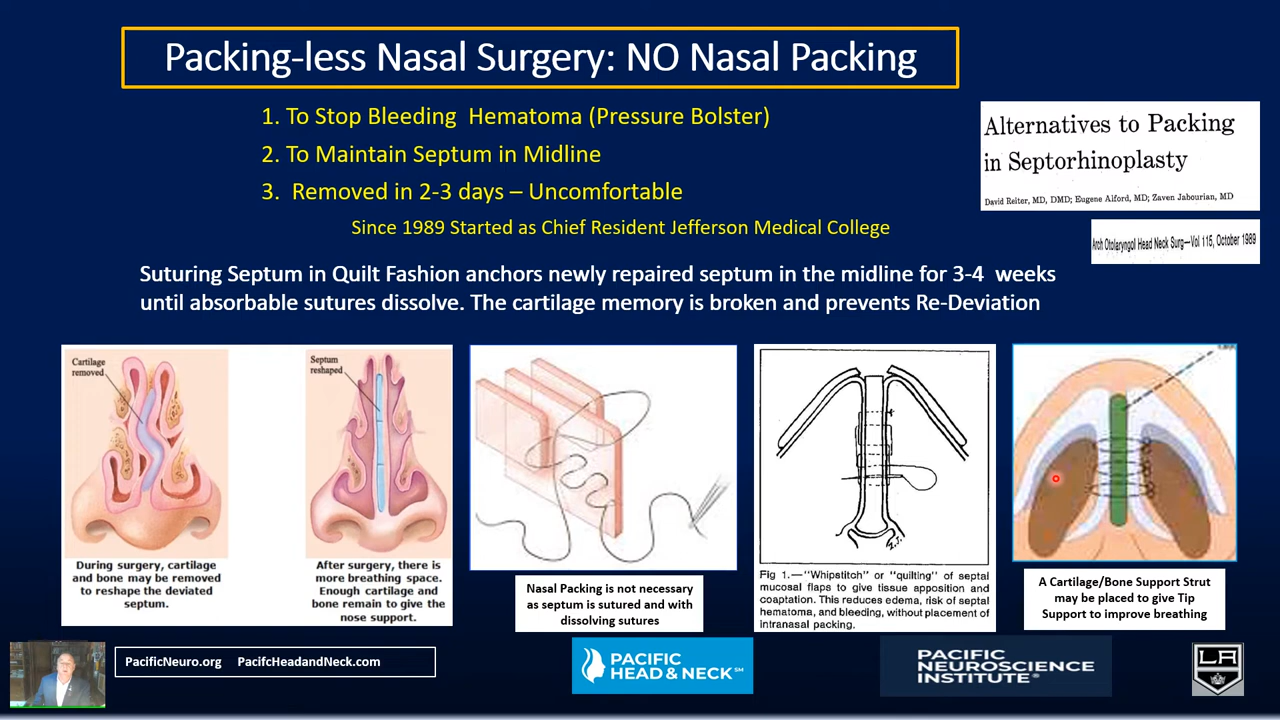 Packing-less Nasal Surgery: NO Nasal Packing
1. To Stop Bleeding Hematoma (Pressure Bolster)
2. To Maintain Septum in Midline
3. Removed in 2-3 days – Uncomfortable
Since 1989 Started as Chief Resident Jefferson Medical College
Alternatives to Packing
in Septorhinoplasty
David Reiter, MD, DMD; Eugene Alford, MD; Zaven Jabourian, MD
Arch Otolaryngol Head Neck Surg—Vol 115, October 1989
Suturing Septum in Quilt Fashion anchors newly repaired septum in the midline for 3-4 weeks
until absorbable sutures dissolve. The cartilage memory is broken and prevents Re-Deviation
Cartilage
removed
Septum
reshaped
During surgery, cartilage
and bone may be removed
to reshape the deviated
septum.
After surgery, there is
more breathing space.
Enough cartilage and
bone remain to give the
nose support.
Nasal Packing is not necessary
as septum is sutured and with
dissolving sutures
Fig 1.—"Whipstitch" or "quilting" of septal
mucosal flaps to give tissue apposition and
coaptation. This reduces edema, risk of septal
hematoma, and bleeding, without placement of
intranasal packing.
A Cartilage/Bone Support Strut
may be placed to give Tip
Support to improve breathing
PacificNeuro.org PacifcHeadandNeck.com
PACIFIC
HEAD & NECK℠
PACIFIC
NEUROSCIENCE
INSTITUTE®
LA